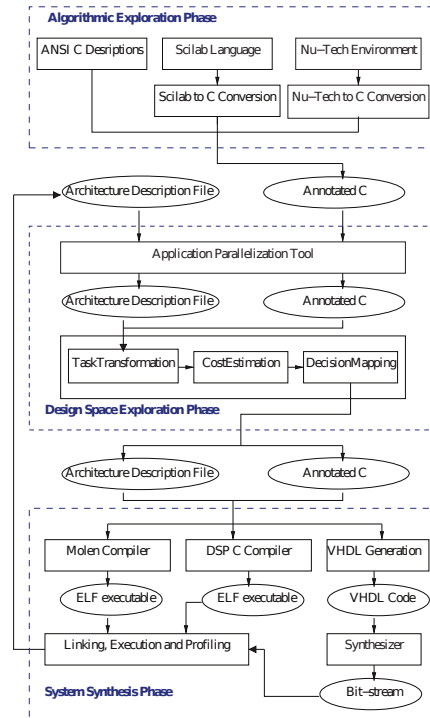 Algorithmic Exploration Phase
ANSI C Desriptions
Scilab Language
Nu-Tech Environment
Scilab to C Conversion
Nu-Tech to C Conversion
Architecture Description File
Annotated C
Application Parallelization Tool
Architecture Description File
Annotated C
TaskTransformation
CostEstimation
DecisionMapping
Design Space Exploration Phase
Architecture Description File
Annotated C
Molen Compiler
DSP C Compiler
VHDL Generation
ELF executable
ELF executable
VHDL Code
Linking, Execution and Profiling
Synthesizer
System Synthesis Phase
Bit-stream